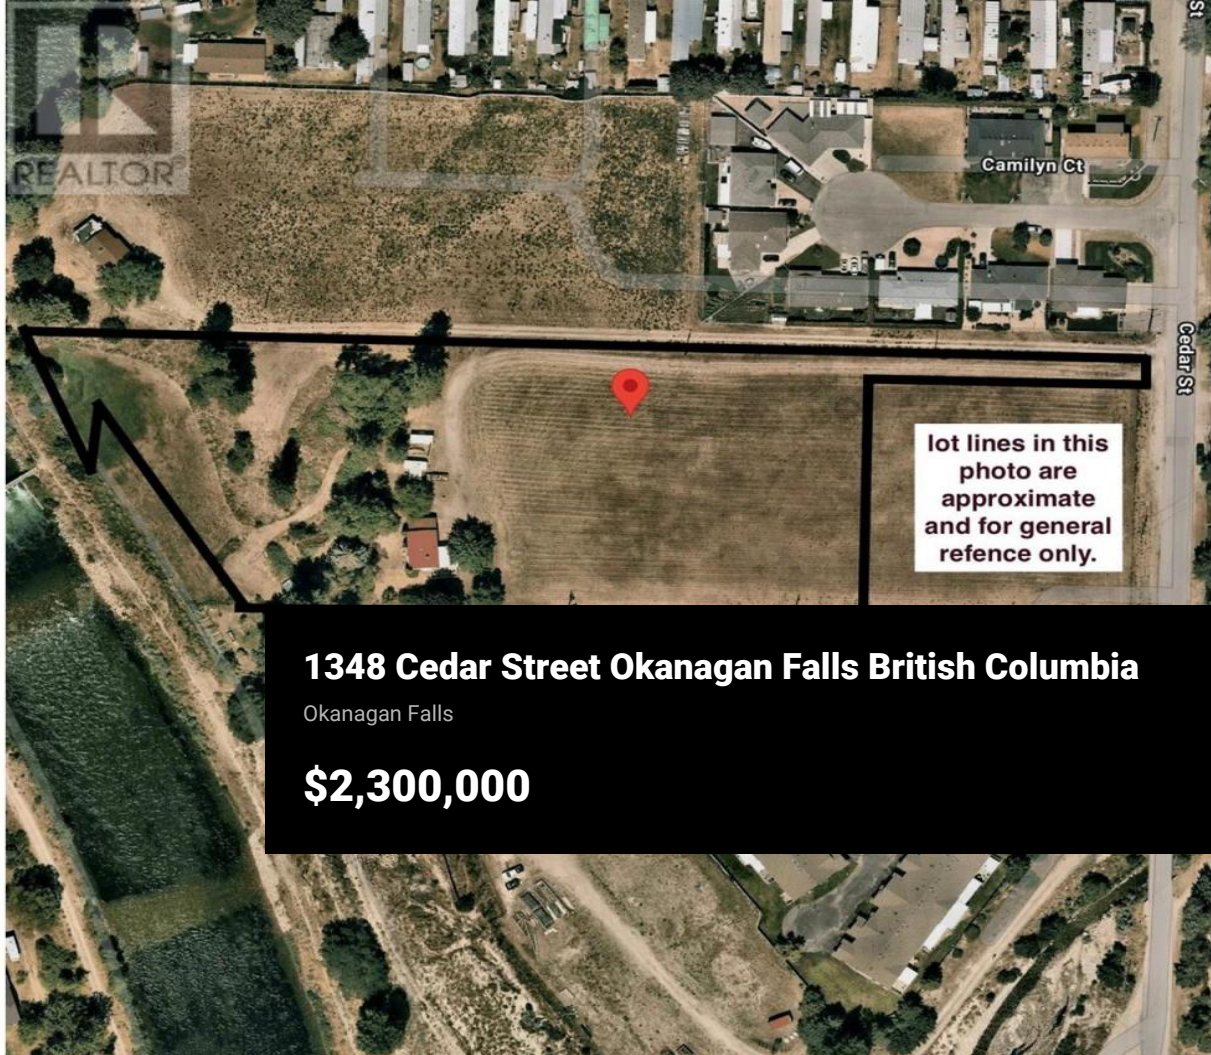 St
REALTOR
Camilyn Ct
Cedar St
lot lines in this
photo are
approximate
and for general
refence only.
1348 Cedar Street Okanagan Falls British Columbia
Okanagan Falls
$2,300,000